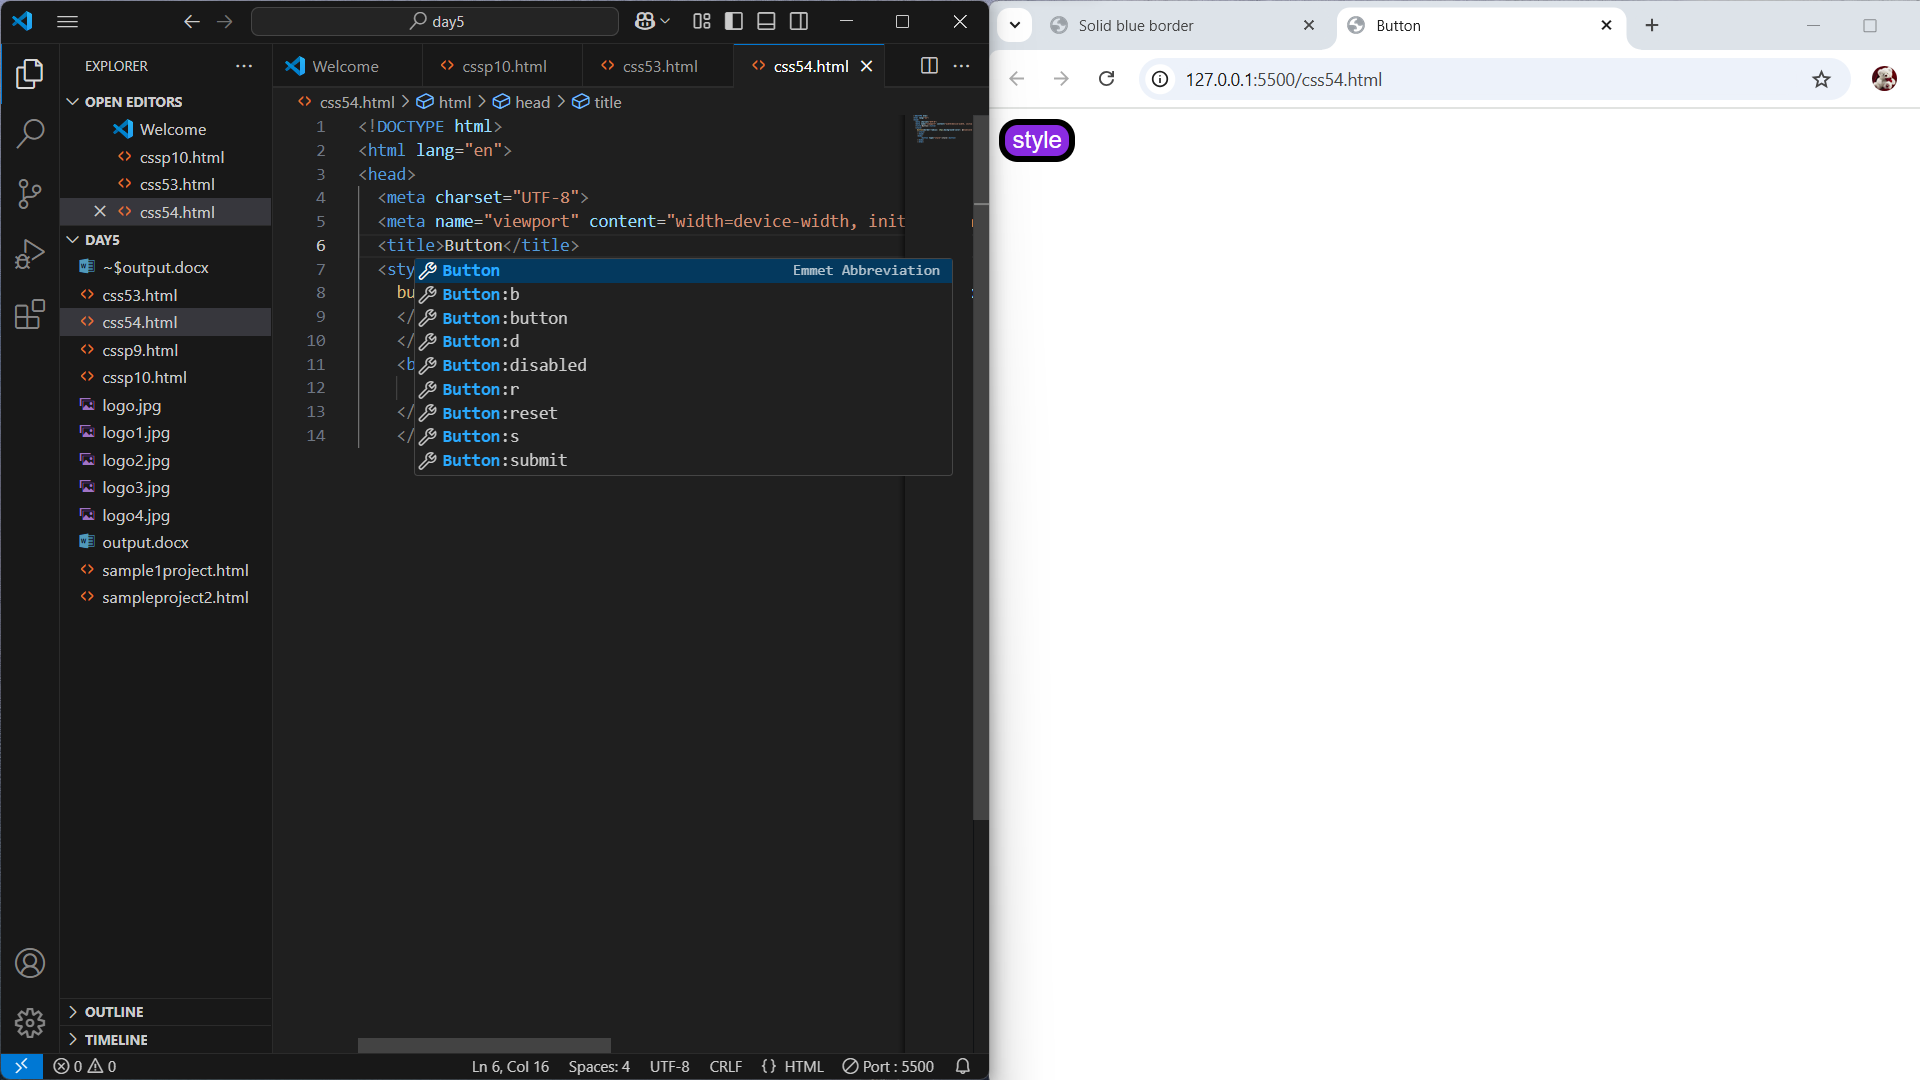 day5
EXPLORER
OPEN EDITORS
Welcome
cssp10.html
css53.html
css54.html
DAY5
~$output.docx
css53.html
css54.html
cssp9.html
cssp10.html
logo.jpg
logo1.jpg
logo2.jpg
logo3.jpg
logo4.jpg
output.docx
sample1project.html
sampleproject2.html
OUTLINE
TIMELINE
Welcome
cssp10.html
css53.html
css54.html
css54.html > html > head > title
1 <!DOCTYPE html>
2 <html lang="en">
3 <head>
4 <meta charset="UTF-8">
5 <meta name="viewport" content="width=device-width, init
6 <title>Button</title>
7 <sty
8 bu
9 </
10 </
11 <b
12
13 </
14 </
Button Emmet Abbreviation
Button:b
Button:button
Button:d
Button:disabled
Button:r
Button:reset
Button:s
Button:submit
0 0 Ln 6, Col 16 Spaces: 4 UTF-8 CRLF {} HTML Port : 5500
Solid blue border
Button
127.0.0.1:5500/css54.html
style